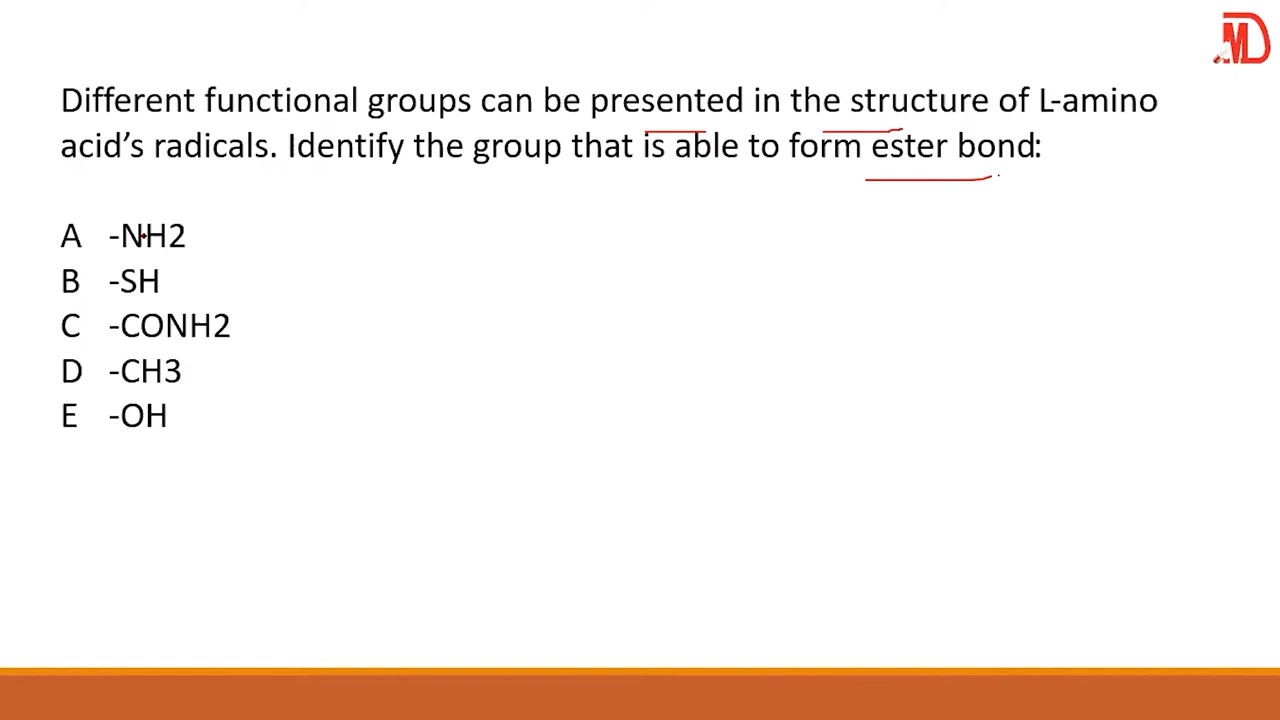 MD
Different functional groups can be presented in the structure of L-amino
acid's radicals. Identify the group that is able to form ester bond:
A -NH2
B -SH
C -CONH2
D -CH3
E -OH